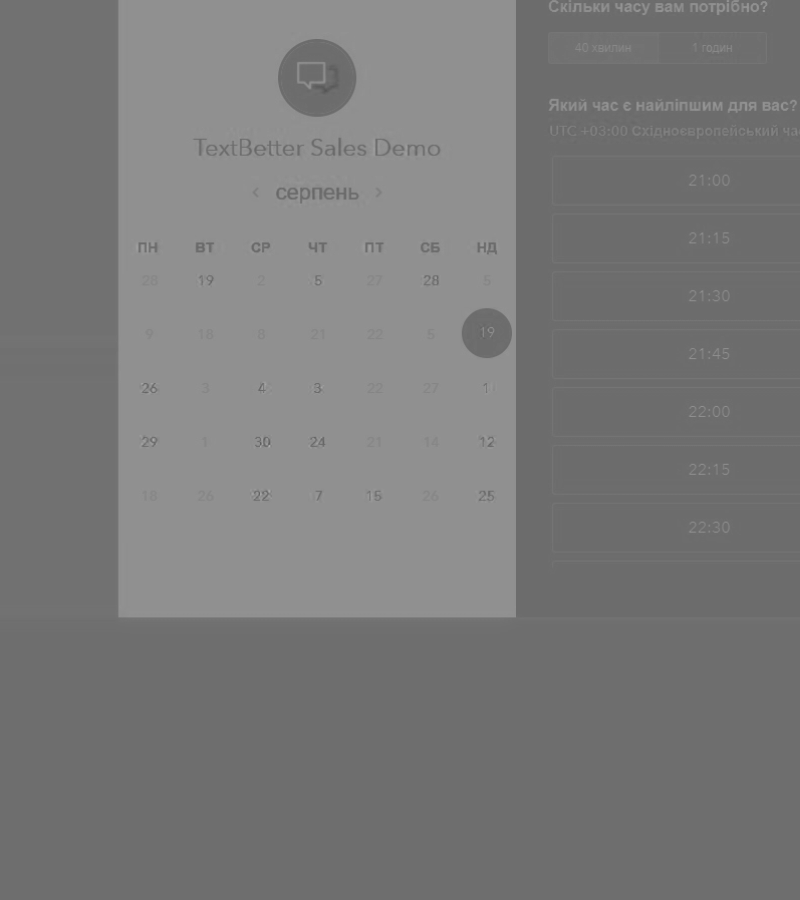 TextBetter Sales Demo
‹ серпень ›
ПН ВТ СР ЧТ ПТ СБ НД
28 19 2 5 27 28 5
9 18 8 21 22 5 19
26 3 4 3 22 27 1
29 1 30 24 21 14 12
18 26 22 7 15 26 25
Скільки часу вам потрібно?
40 хвилин 1 годин
Який час є найліпшим для вас?
UTC +03:00 Східноєвропейський
21:00
21:15
21:30
21:45
22:00
22:15
22:30